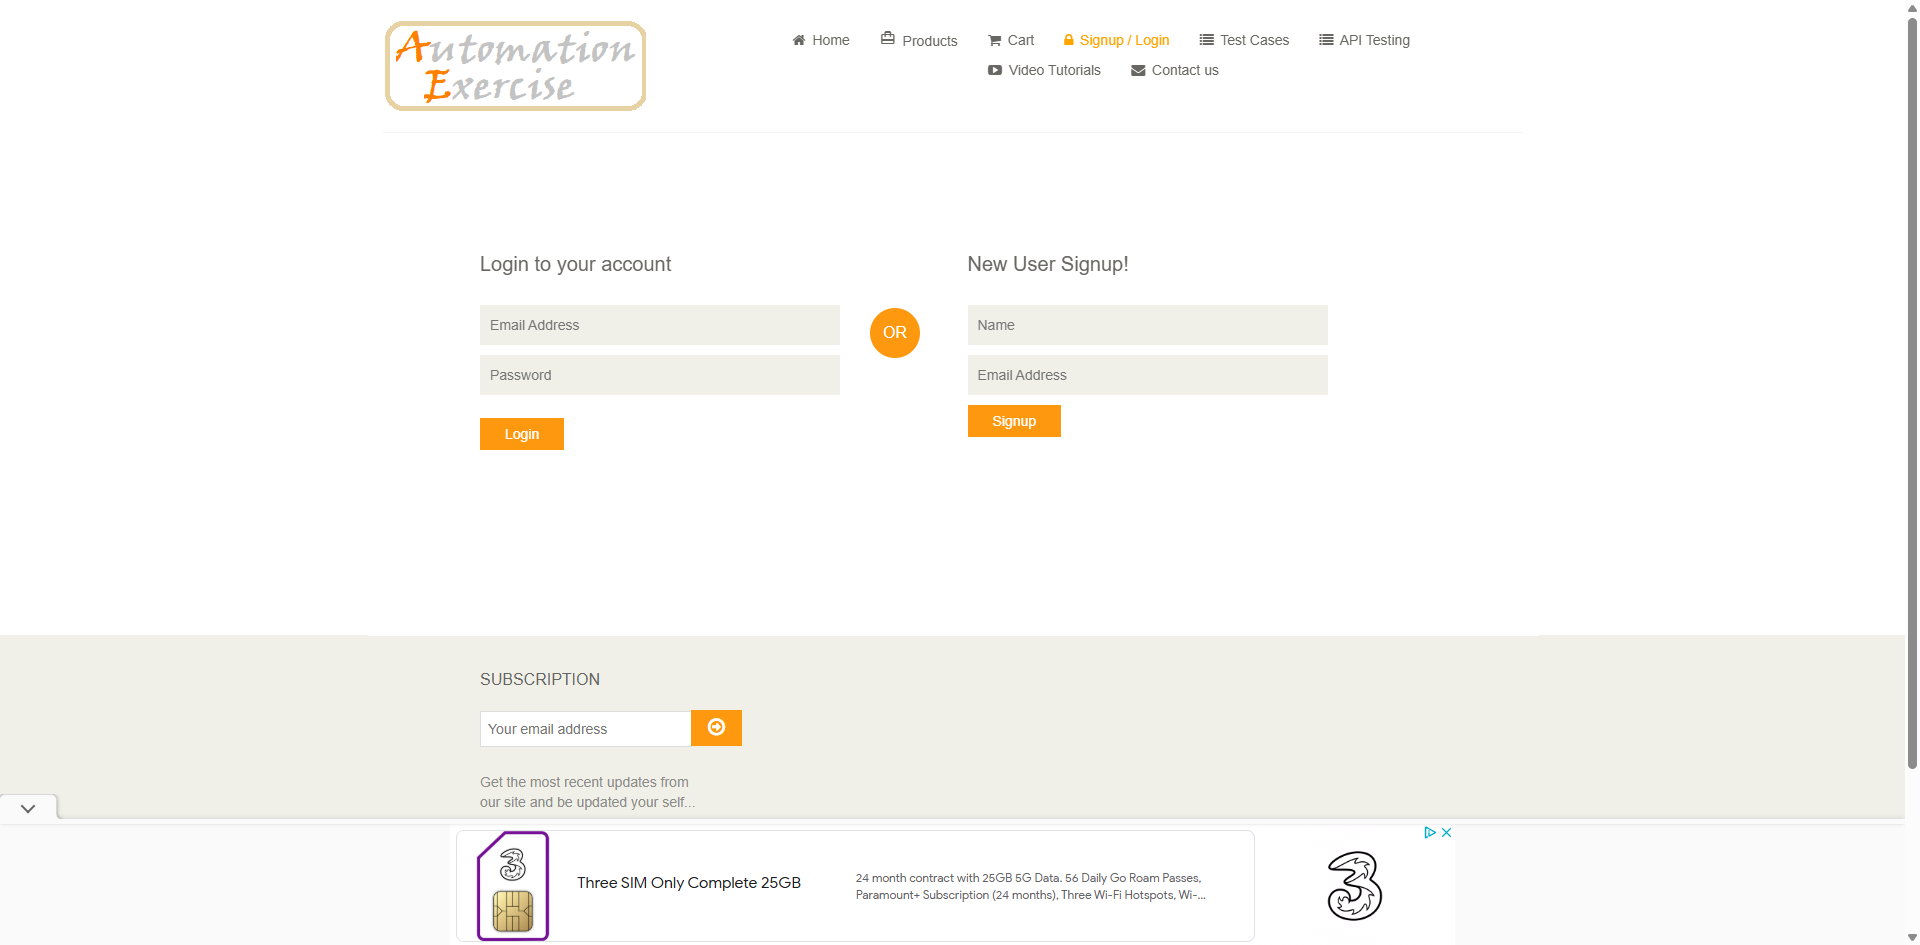 Automation
Exercise
Home
Products
Cart
Signup / Login
Test Cases
API Testing
Video Tutorials
Contact us
Login to your account
Email Address
Password
Login
OR
New User Signup!
Name
Email Address
Signup
SUBSCRIPTION
Your email address
Get the most recent updates from
our site and be updated your self...
3
Three SIM Only Complete 25GB
24 month contract with 25GB 5G Data. 56 Daily Go Roam Passes,
Paramount+ Subscription (24 months), Three Wi-Fi Hotspots, Wi-...
3